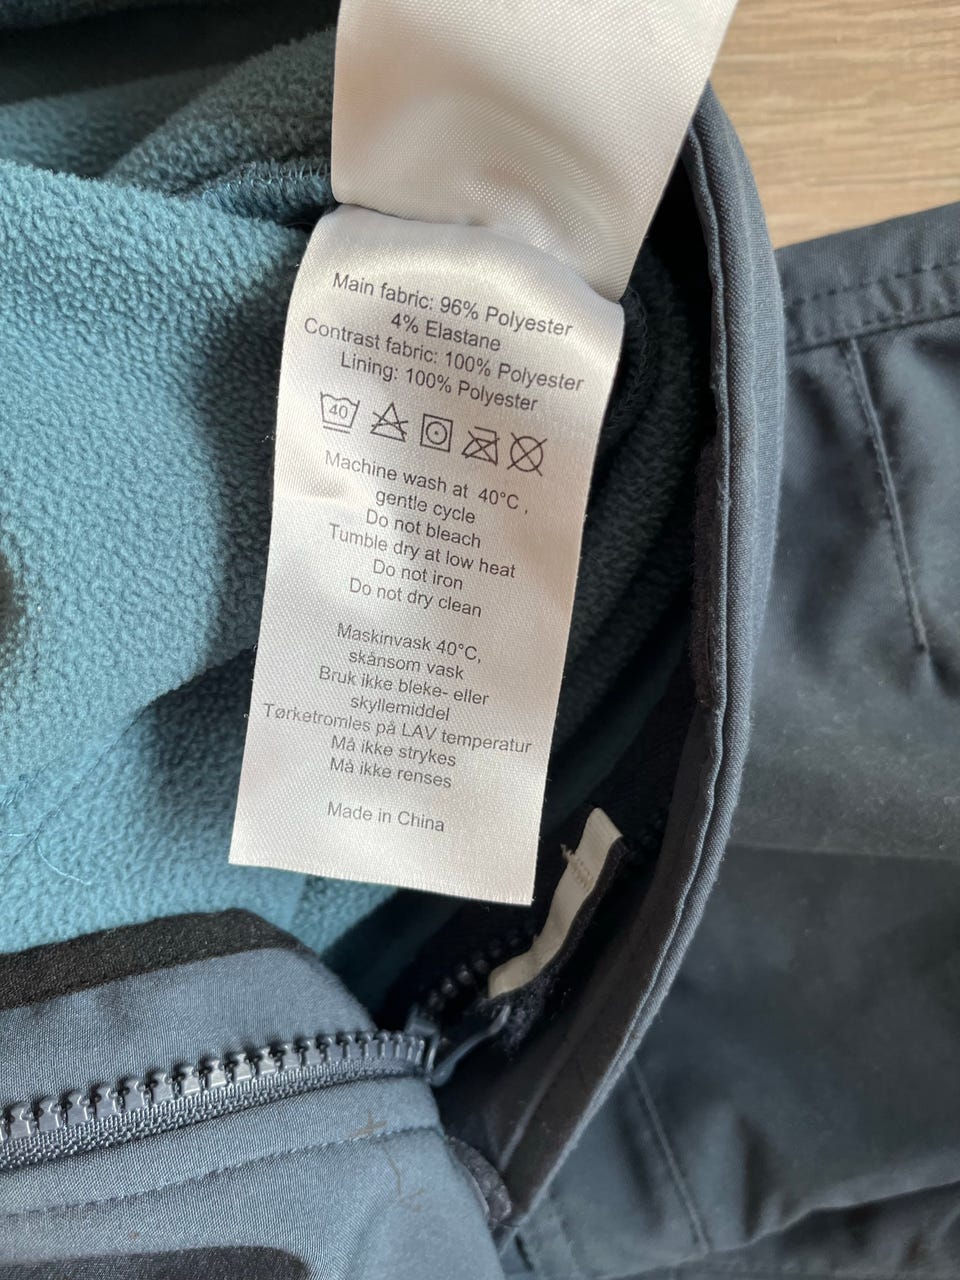 Main fabric: 96% Polyester
4% Elastane
Contrast fabric: 100% Polyester
Lining: 100% Polyester
40
Machine wash at 40°C ,
gentle cycle
Do not bleach
Tumble dry at low heat
Do not iron
Do not dry clean
Maskinvask 40°C,
skånsom vask
Bruk ikke bleke- eller
skyllemiddel
Tørketromles på LAV temperatur
Må ikke strykes
Må ikke renses
Made in China